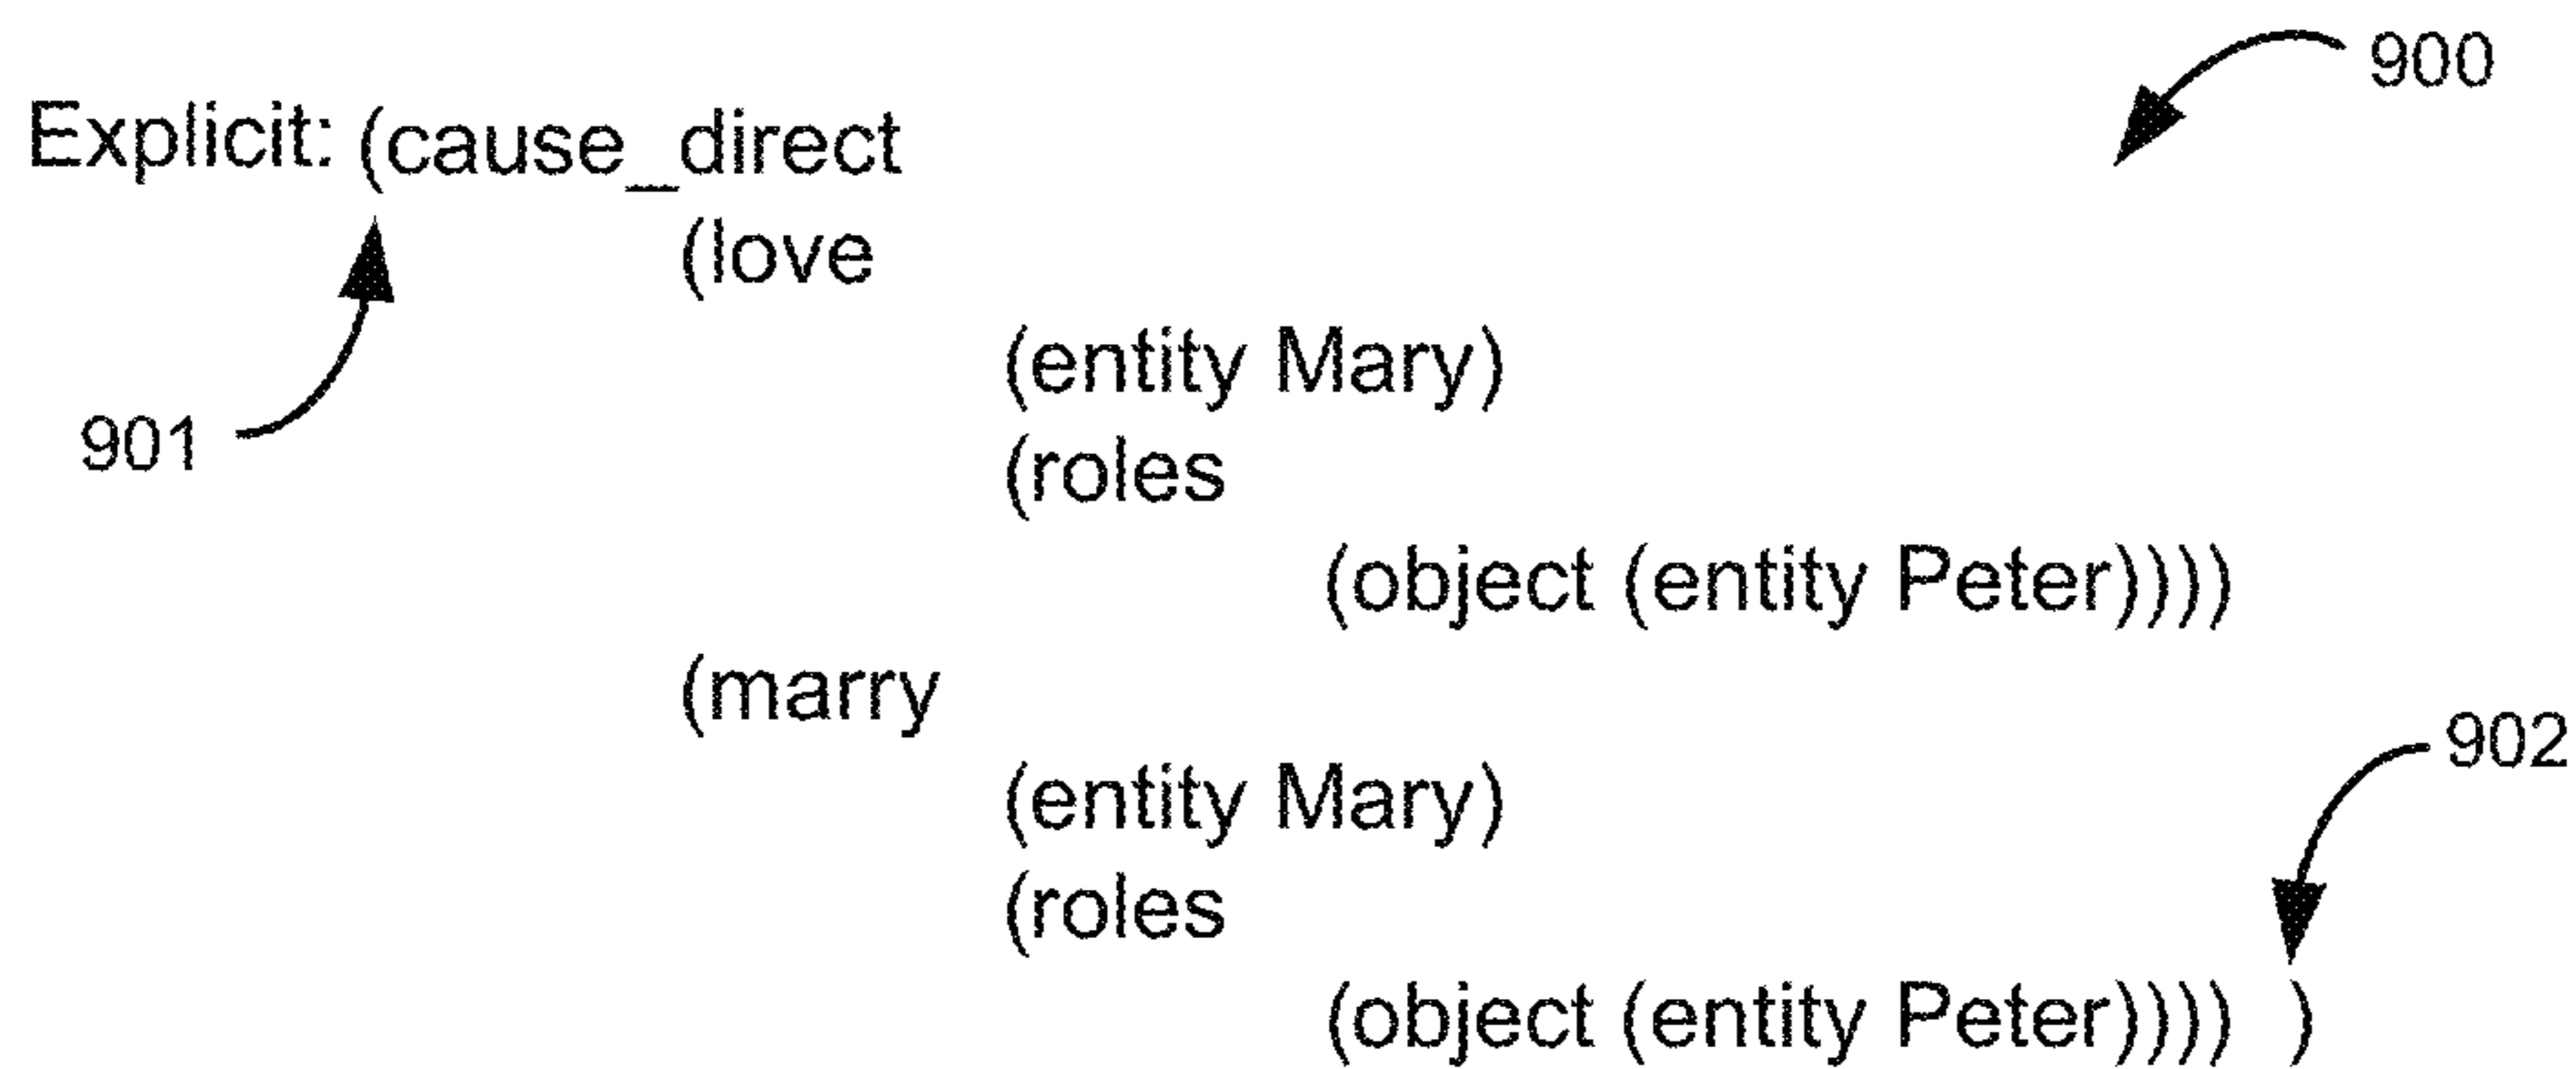 900
Explicit: (cause_direct
(love
(entity Mary)
901
(roles
(object (entity Peter))))
(marry
902
(entity Mary)
(roles
(object (entity Peter)))) )